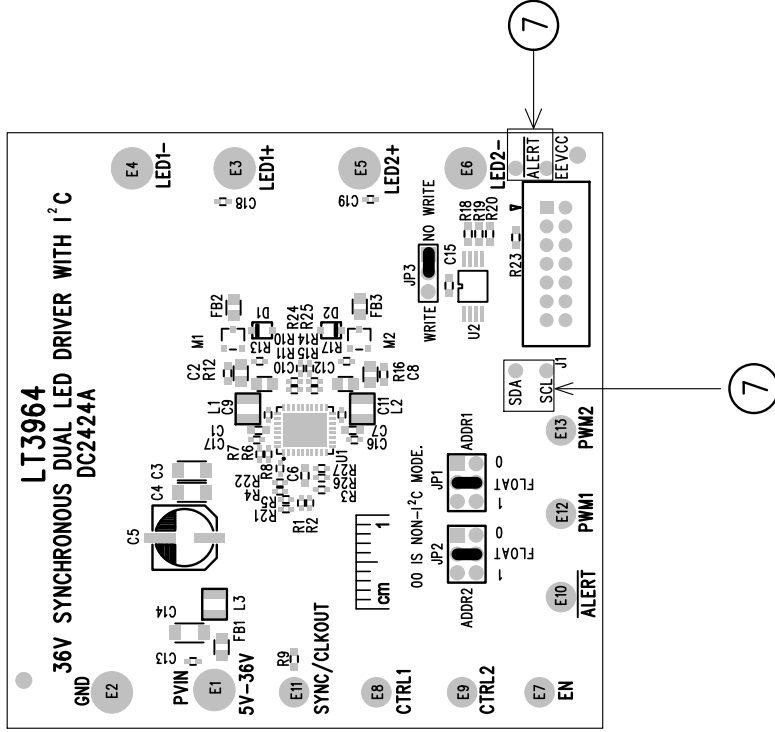 LT3964
36V SYNCHRONOUS DUAL LED DRIVER WITH I²C
DC2424A
GND
E2
PVIN
E1
5V-36V
E11
SYNC/CLKOUT
E8
CTRL1
E9
CTRL2
E7
EN
E4
LED1-
E3
LED1+
E5
LED2+
E6
LED2-
ALERT
EEVCC
7
C18
C19
C13
C14
FB1
L3
C5
C4
C3
R9
FB2
M1
D1
R13
C2
R12
L1
C9
C1
C17
R7
R6
R8
R22
R4
R5
R21
R1
R2
C6
U1
R27
R26
R3
R24
R25
R10
R14
R11
R15
C10
C12
D2
R17
FB3
M2
R16
C8
C11
L2
C7
C16
cm
1
JP3
NO WRITE
WRITE
C15
U2
R18
R19
R20
R23
J1
SDA
SCL
7
00 IS NON-I²C MODE.
JP2
ADDR2
1
FLOAT
0
JP1
ADDR1
1
FLOAT
0
E10
ALERT
E12
PWM1
E13
PWM2